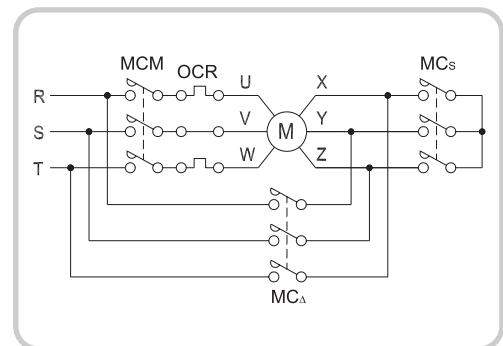 MCM OCR U X MCs
R
S V M Y
T W Z
MCΔ